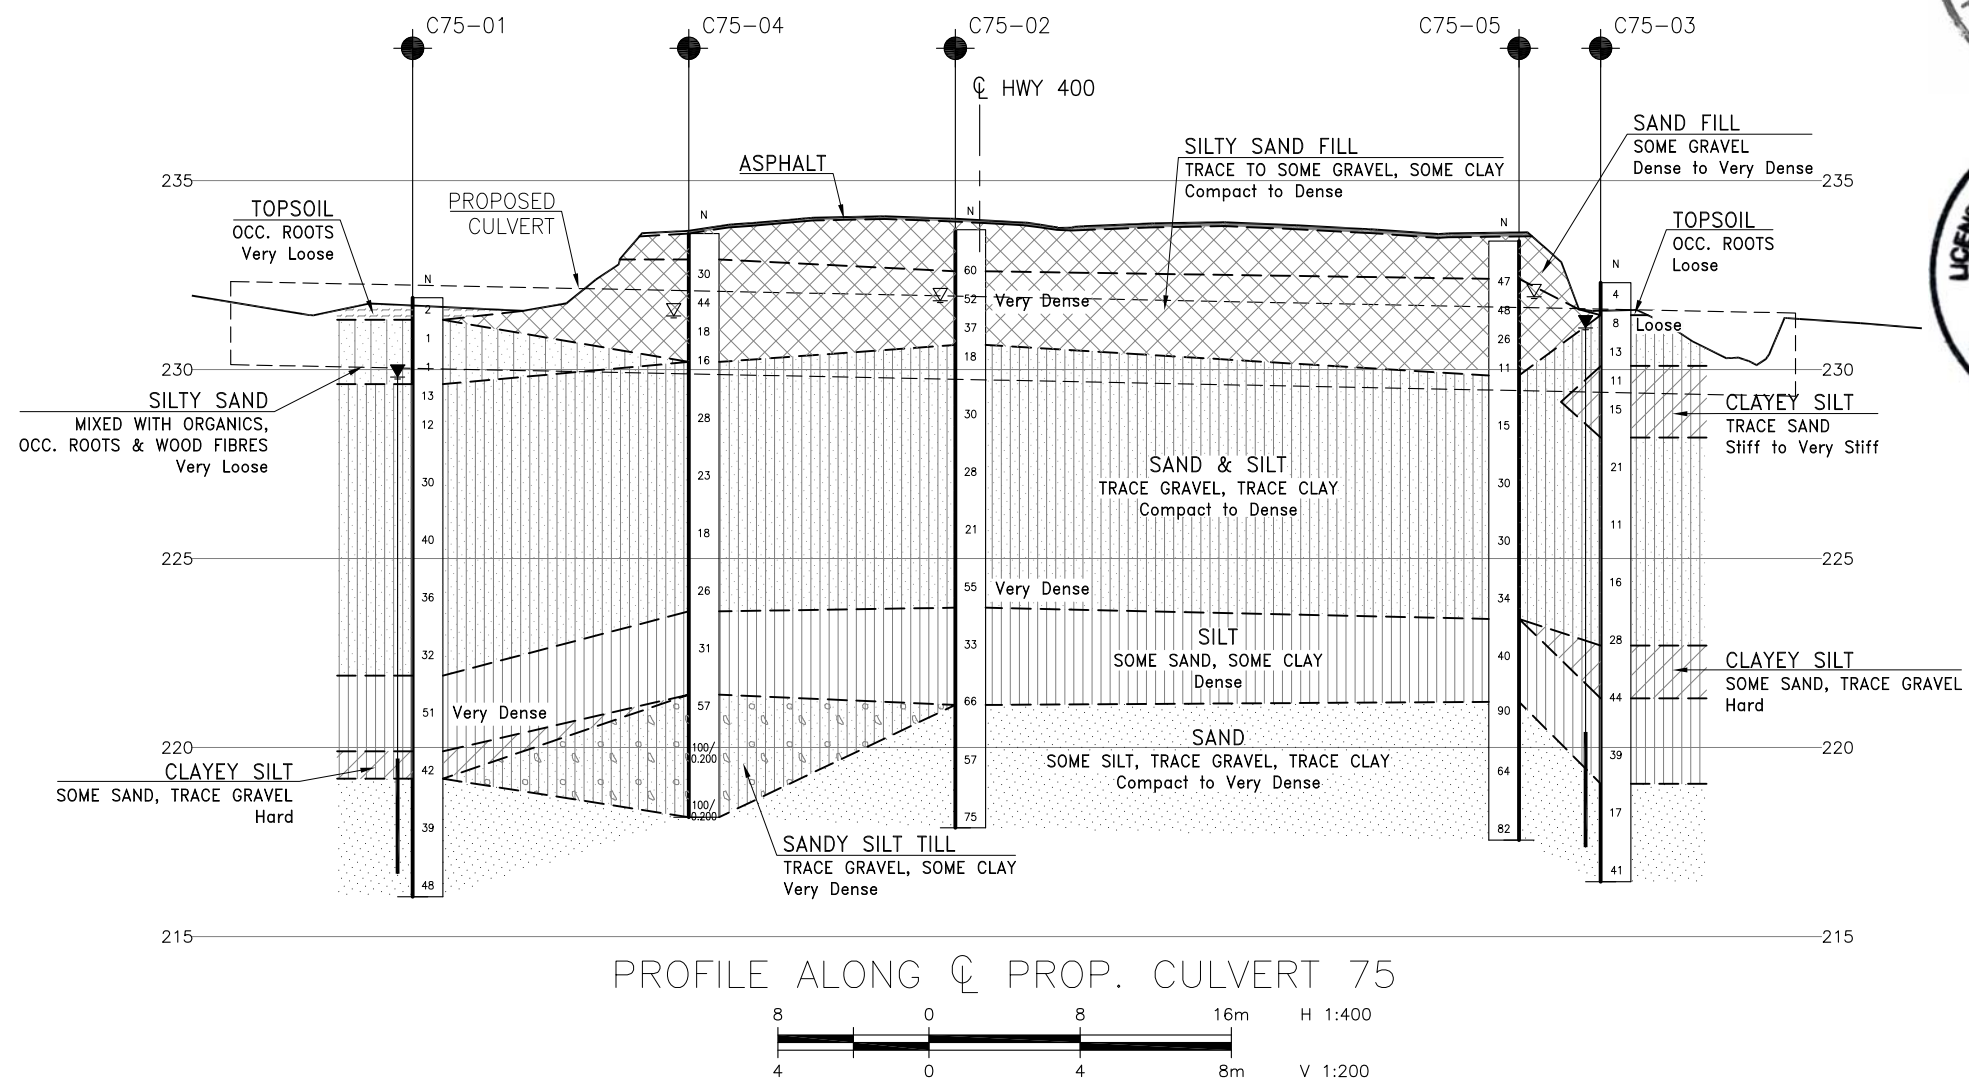 C75-01
C75-04
C75-02
C75-05
C75-03
℄ HWY 400
ASPHALT
SILTY SAND FILL
TRACE TO SOME GRAVEL, SOME CLAY
Compact to Dense
SAND FILL
SOME GRAVEL
Dense to Very Dense
235
235
TOPSOIL
OCC. ROOTS
Very Loose
PROPOSED
CULVERT
TOPSOIL
OCC. ROOTS
Loose
N
2
1
1
13
12
30
40
36
32
51
42
39
48
N
30
44
18
16
28
23
18
26
31
57
100/
0.200
100/
0.200
N
60
52
37
18
30
28
21
55
33
66
57
75
N
47
48
26
11
15
30
30
34
40
90
64
82
N
4
8
13
11
15
21
11
16
28
44
39
17
41
Very Dense
Loose
230
230
SILTY SAND
MIXED WITH ORGANICS,
OCC. ROOTS & WOOD FIBRES
Very Loose
CLAYEY SILT
TRACE SAND
Stiff to Very Stiff
SAND & SILT
TRACE GRAVEL, TRACE CLAY
Compact to Dense
225
225
Very Dense
SILT
SOME SAND, SOME CLAY
Dense
CLAYEY SILT
SOME SAND, TRACE GRAVEL
Hard
Very Dense
220
220
SAND
SOME SILT, TRACE GRAVEL, TRACE CLAY
Compact to Very Dense
CLAYEY SILT
SOME SAND, TRACE GRAVEL
Hard
SANDY SILT TILL
TRACE GRAVEL, SOME CLAY
Very Dense
215
215
PROFILE ALONG ℄ PROP. CULVERT 75
8 0 8 16m H 1:400
4 0 4 8m V 1:200